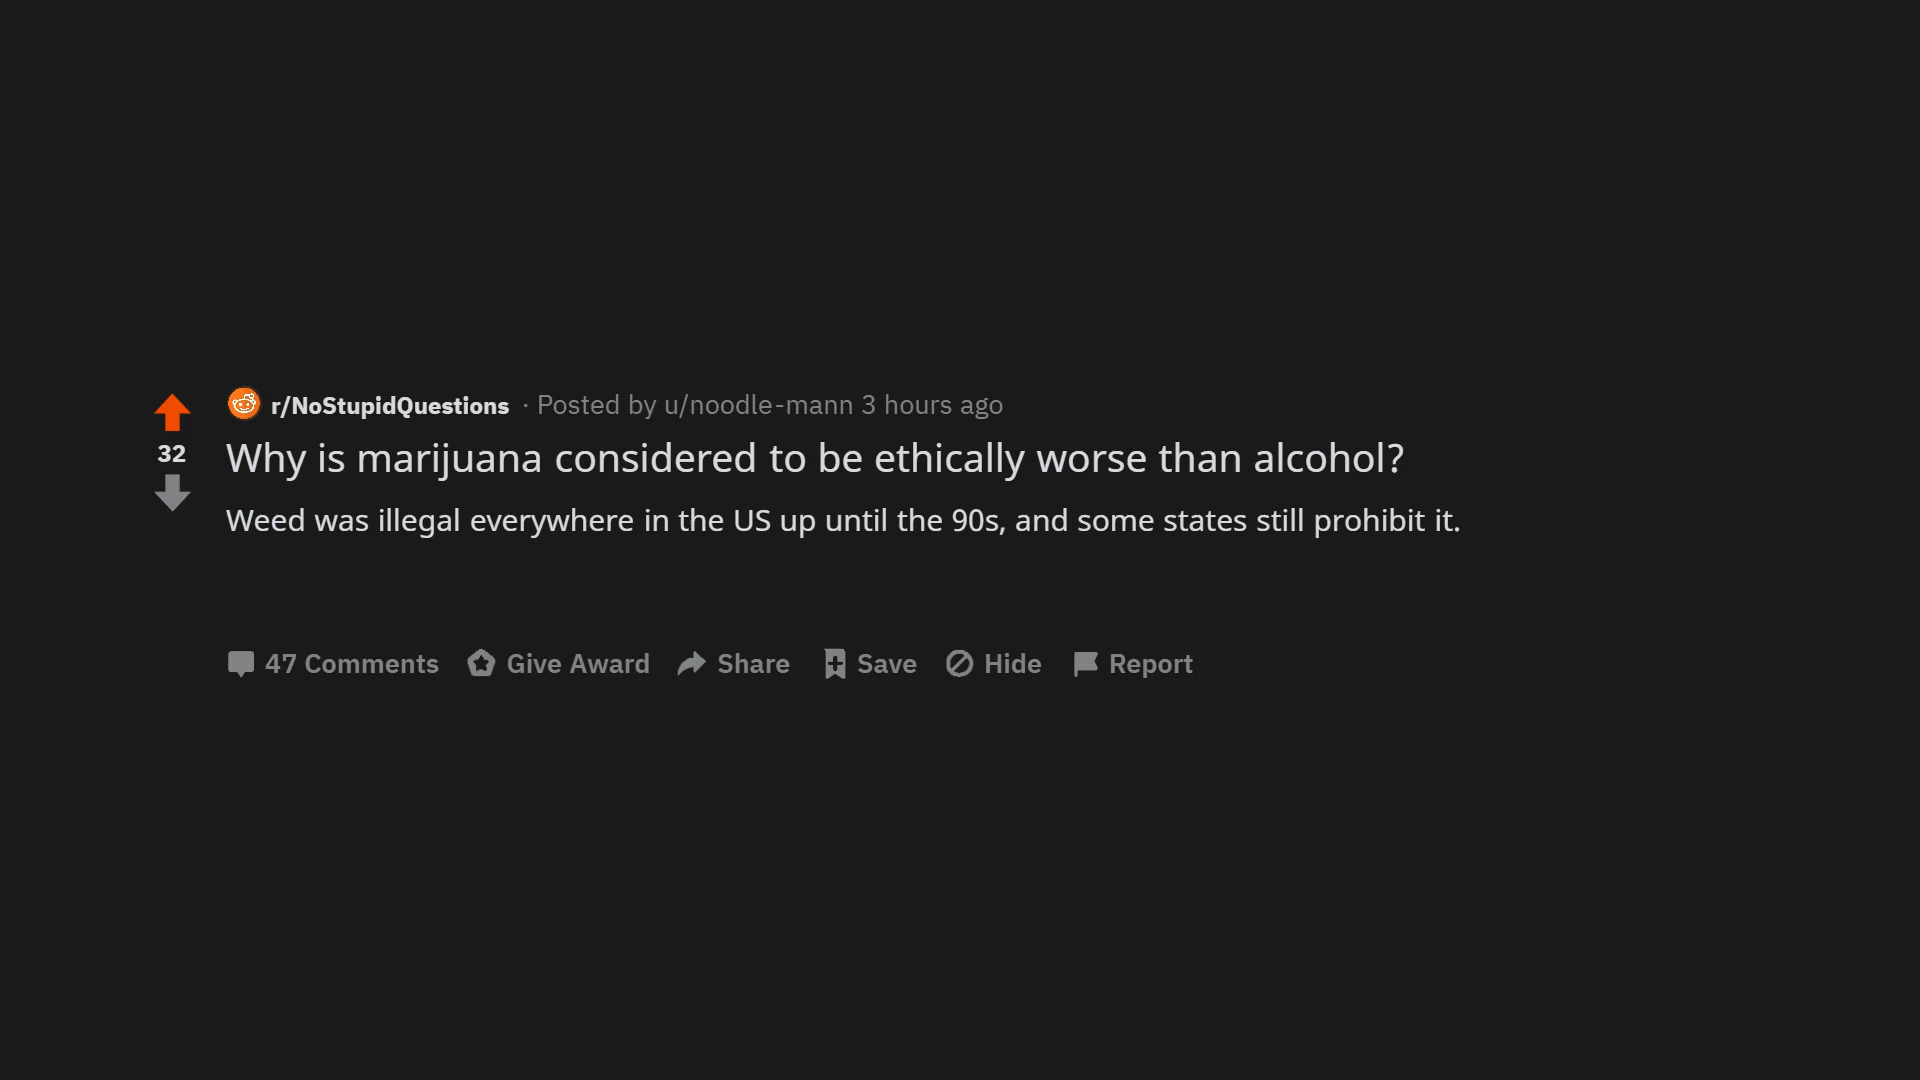 r/NoStupidQuestions · Posted by u/noodle-mann 3 hours ago
32
Why is marijuana considered to be ethically worse than alcohol?
Weed was illegal everywhere in the US up until the 90s, and some states still prohibit it.
47 Comments Give Award Share Save Hide Report